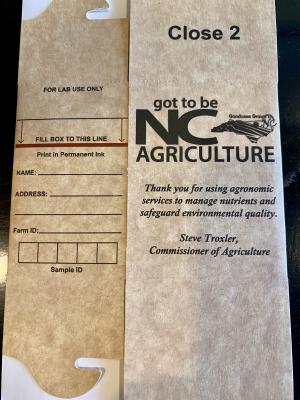 FOR LAB USE ONLY
FILL BOX TO THIS LINE
Print in Permanent Ink
NAME:
ADDRESS:
Farm ID:
Sample ID
Close 2
got to be
NC
Goodness Grows
AGRICULTURE
Thank you for using agronomic
services to manage nutrients and
safeguard environmental quality.
Steve Troxler,
Commissioner of Agriculture